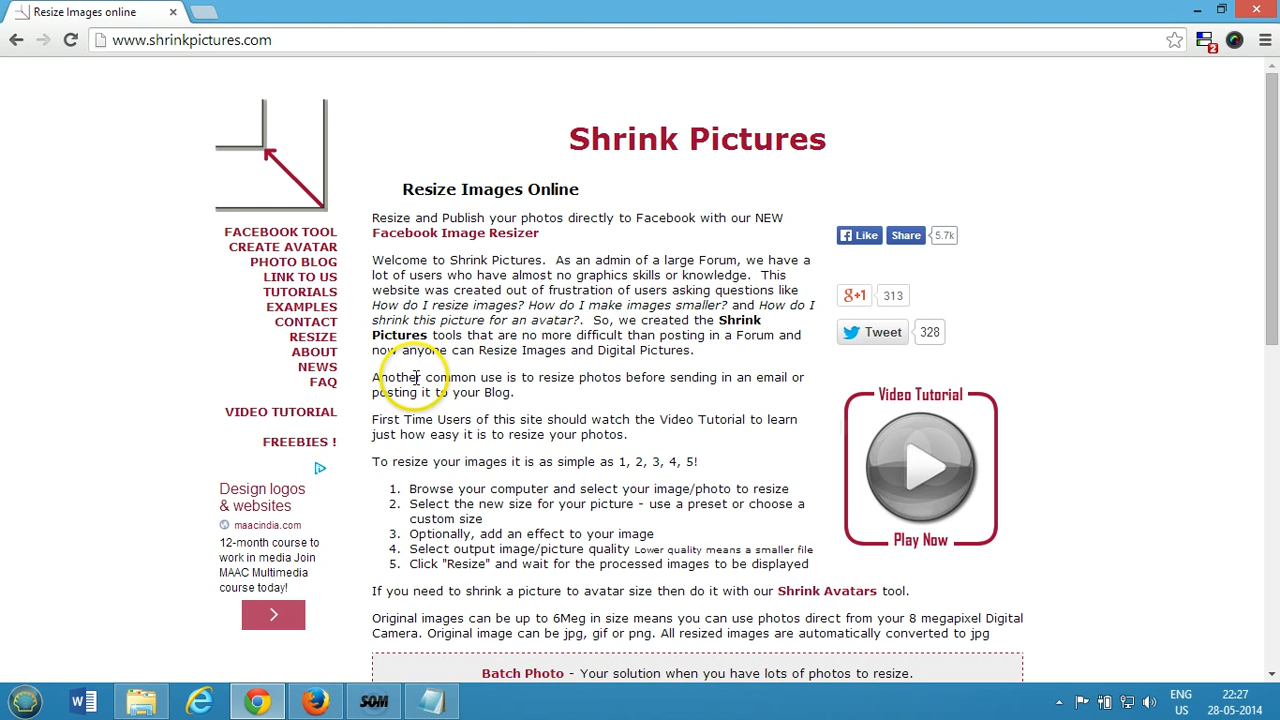 Resize Images online
www.shrinkpictures.com
2
Shrink Pictures
Resize Images Online
Resize and Publish your photos directly to Facebook with our NEW
Facebook Image Resizer
Welcome to Shrink Pictures. As an admin of a large Forum, we have a
lot of users who have almost no graphics skills or knowledge. This
website was created out of frustration of users asking questions like
How do I resize images? How do I make images smaller? and How do I
shrink this picture for an avatar?. So, we created the Shrink
Pictures tools that are no more difficult than posting in a Forum and
now anyone can Resize Images and Digital Pictures.
Another common use is to resize photos before sending in an email or
posting it to your Blog.
First Time Users of this site should watch the Video Tutorial to learn
just how easy it is to resize your photos.
To resize your images it is as simple as 1, 2, 3, 4, 5!
1. Browse your computer and select your image/photo to resize
2. Select the new size for your picture - use a preset or choose a
custom size
3. Optionally, add an effect to your image
4. Select output image/picture quality Lower quality means a smaller file
5. Click "Resize" and wait for the processed images to be displayed
If you need to shrink a picture to avatar size then do it with our Shrink Avatars tool.
Original images can be up to 6Meg in size means you can use photos direct from your 8 megapixel Digital
Camera. Original image can be jpg, gif or png. All resized images are automatically converted to jpg
Batch Photo - Your solution when you have lots of photos to resize.
FACEBOOK TOOL
CREATE AVATAR
PHOTO BLOG
LINK TO US
TUTORIALS
EXAMPLES
CONTACT
RESIZE
ABOUT
NEWS
FAQ
VIDEO TUTORIAL
FREEBIES !
Design logos
& websites
maacindia.com
12-month course to
work in media Join
MAAC Multimedia
course today!
Like Share 5.7k
g+1 313
Tweet 328
Video Tutorial
Play Now
SOM
ENG
US
22:27
28-05-2014